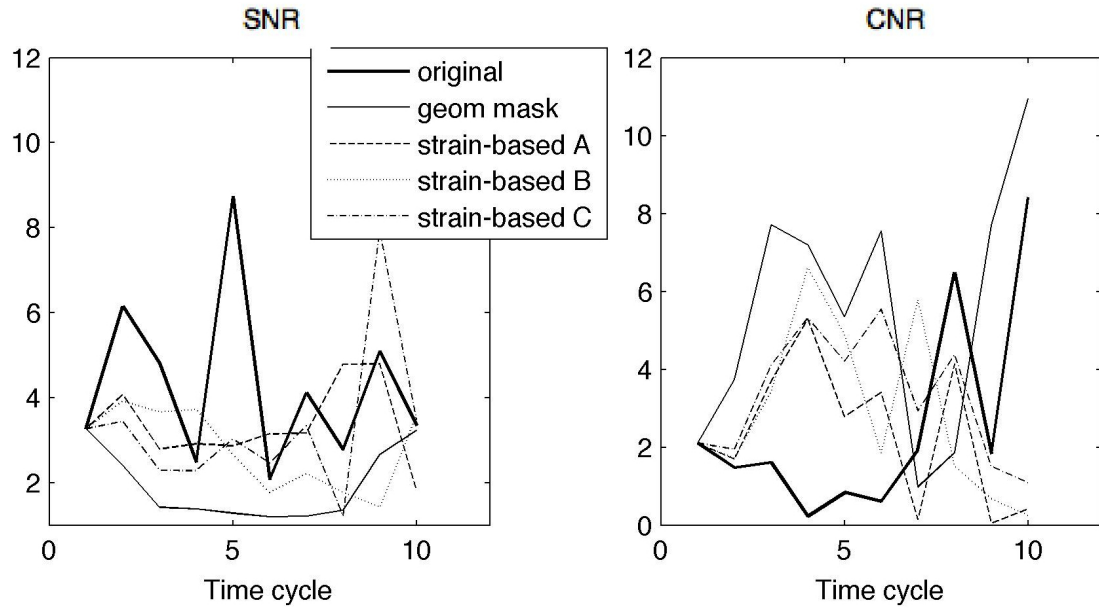 SNR
12
10
8
6
4
2
0
5
10
Time cycle
original
geom mask
strain-based A
strain-based B
strain-based C
CNR
12
10
8
6
4
2
0
0
5
10
Time cycle